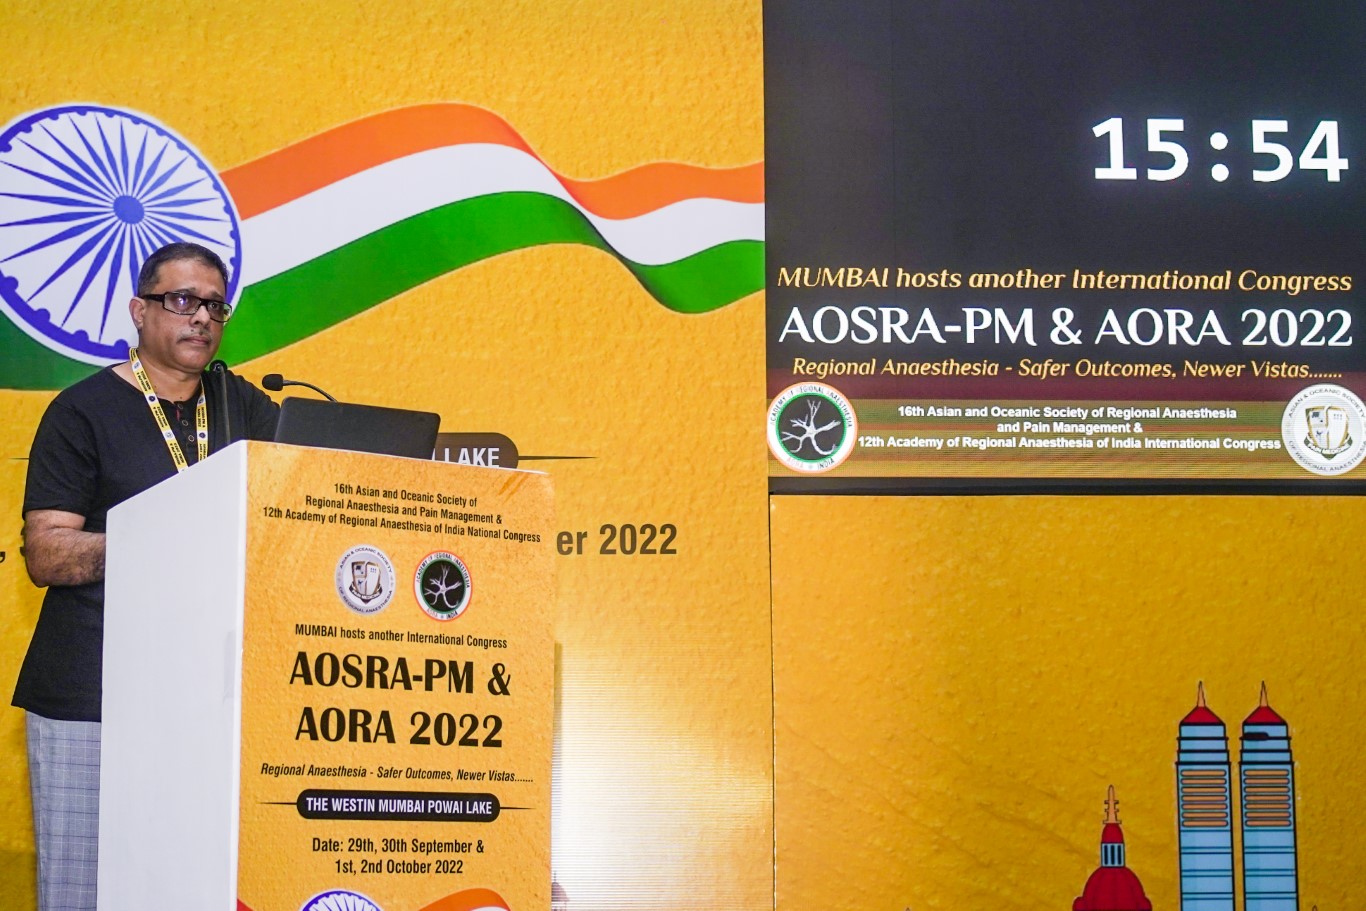 15:54
MUMBAI hosts another International Congress
AOSRA-PM & AORA 2022
Regional Anaesthesia - Safer Outcomes, Newer Vistas.......
16th Asian and Oceanic Society of Regional Anaesthesia
and Pain Management &
12th Academy of Regional Anaesthesia of India International Congress
LAKE
er 2022
16th Asian and Oceanic Society of
Regional Anaesthesia and Pain Management &
12th Academy of Regional Anaesthesia of India National Congress
MUMBAI hosts another International Congress
AOSRA-PM &
AORA 2022
Regional Anaesthesia - Safer Outcomes, Newer Vistas.......
THE WESTIN MUMBAI POWAI LAKE
Date: 29th, 30th September &
1st, 2nd October 2022